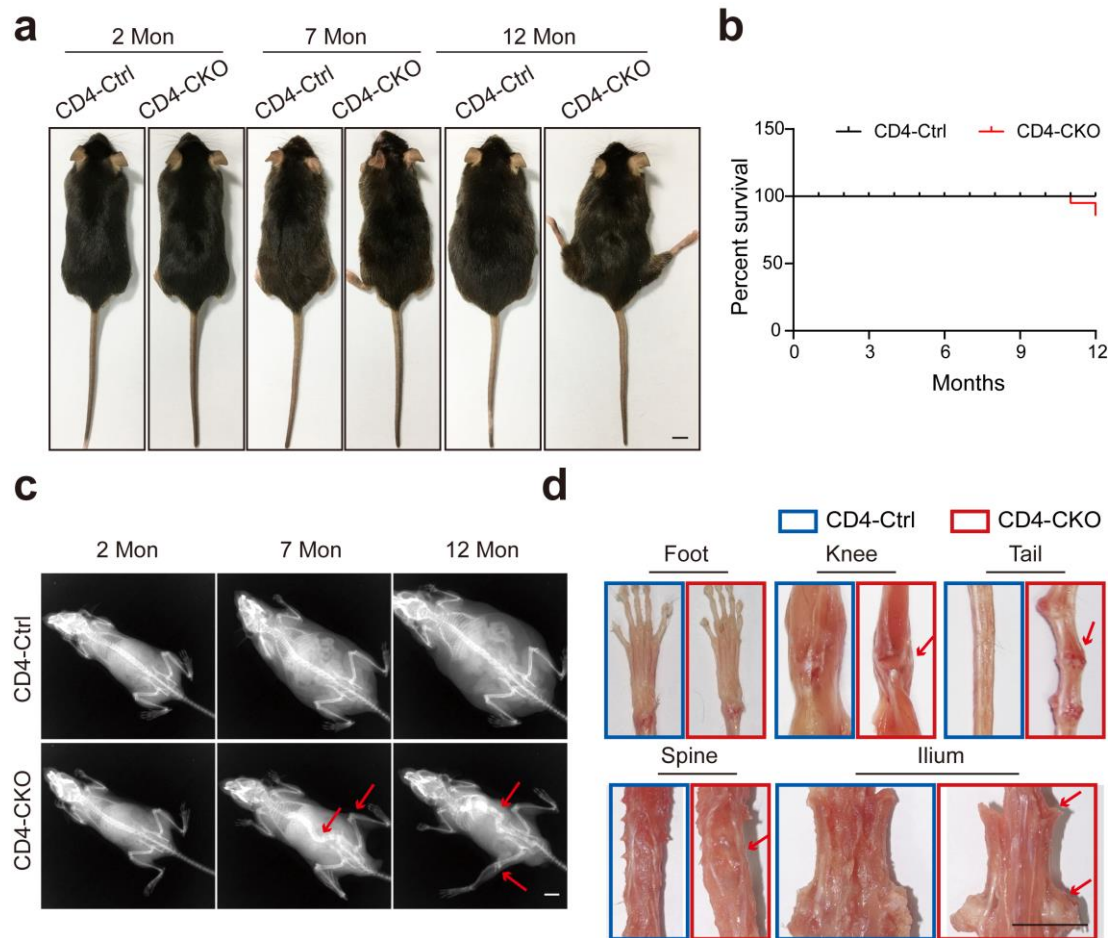 a
2 Mon
7 Mon
12 Mon
CD4-Ctrl
CD4-CKO
CD4-Ctrl
CD4-CKO
CD4-Ctrl
CD4-CKO
b
CD4-Ctrl
CD4-CKO
150
100
50
0
Percent survival
0
3
6
9
12
Months
c
2 Mon
7 Mon
12 Mon
CD4-Ctrl
CD4-CKO
d
CD4-Ctrl
CD4-CKO
Foot
Knee
Tail
Spine
Ilium